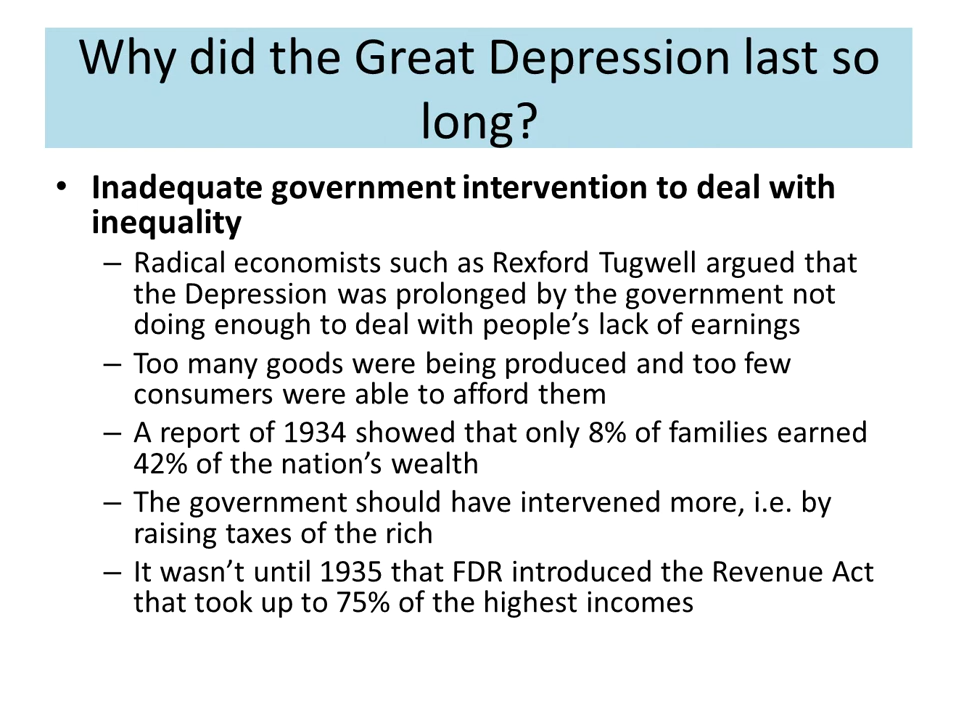 Why did the Great Depression last so
long?
• Inadequate government intervention to deal with
inequality
– Radical economists such as Rexford Tugwell argued that
the Depression was prolonged by the government not
doing enough to deal with people’s lack of earnings
– Too many goods were being produced and too few
consumers were able to afford them
– A report of 1934 showed that only 8% of families earned
42% of the nation’s wealth
– The government should have intervened more, i.e. by
raising taxes of the rich
– It wasn’t until 1935 that FDR introduced the Revenue Act
that took up to 75% of the highest incomes